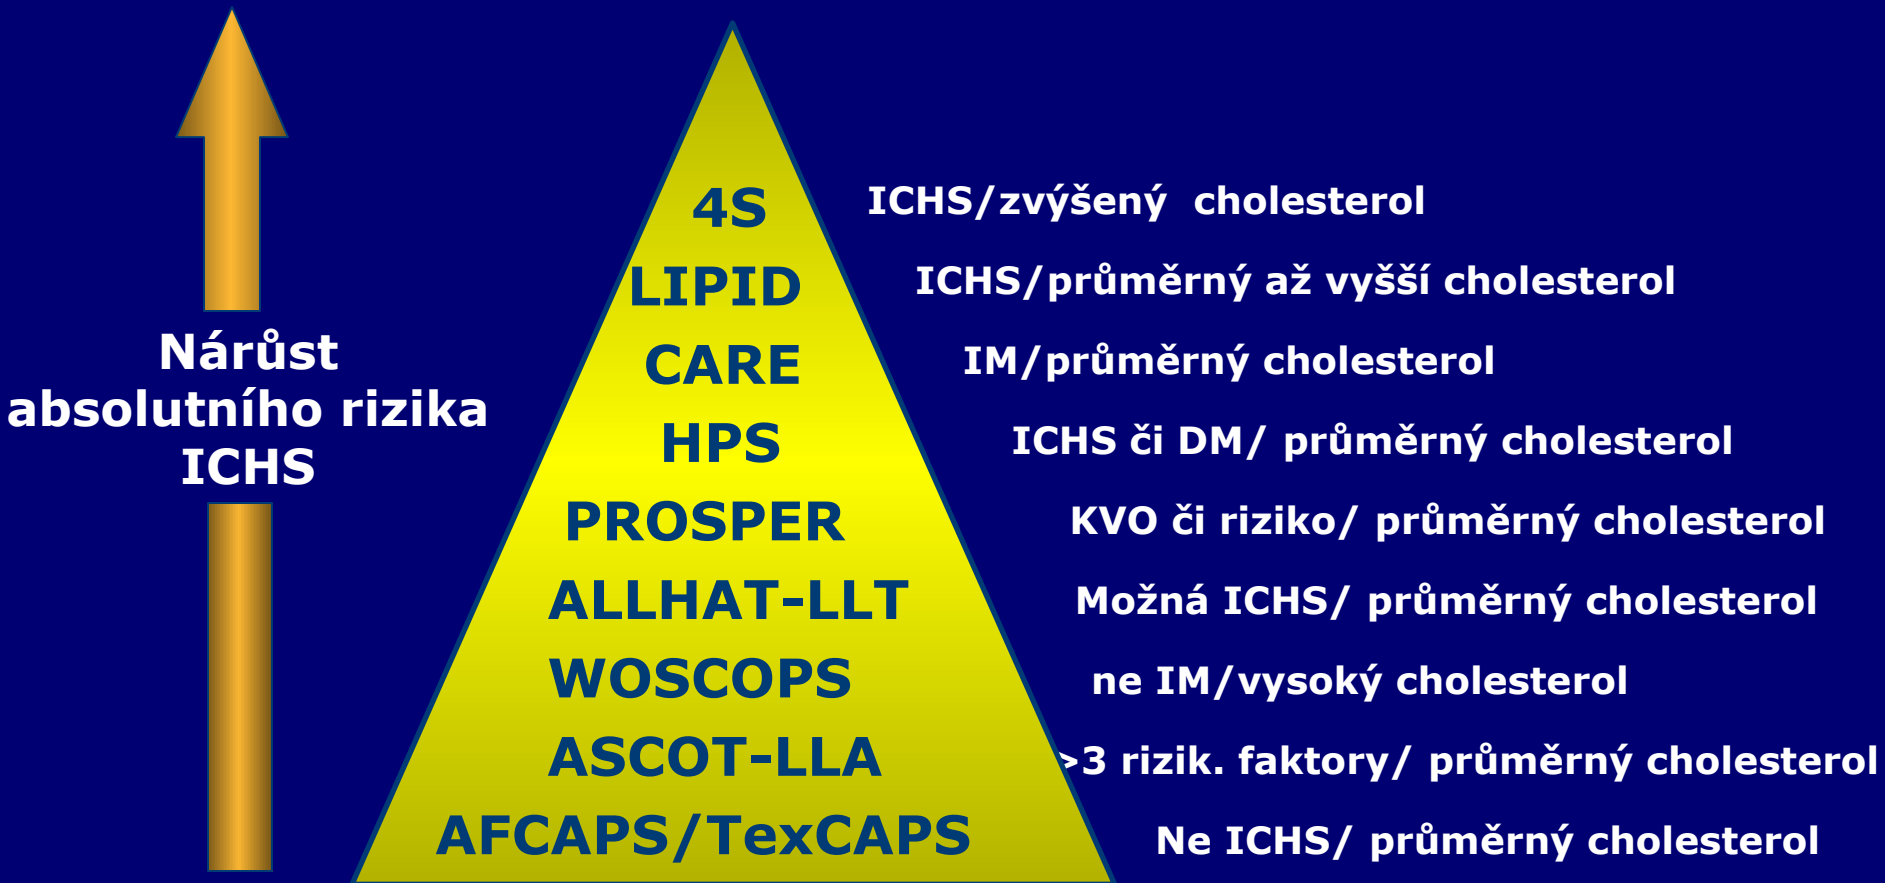 Nárůst
absolutního rizika
ICHS
4S
ICHS/zvýšený  cholesterol
LIPID
ICHS/průměrný až vyšší cholesterol
CARE
IM/průměrný cholesterol
HPS
ICHS či DM/ průměrný cholesterol
PROSPER
KVO či riziko/ průměrný cholesterol
ALLHAT-LLT
Možná ICHS/ průměrný cholesterol
WOSCOPS
ne IM/vysoký cholesterol
ASCOT-LLA
>3 rizik. faktory/ průměrný cholesterol
AFCAPS/TexCAPS
Ne ICHS/ průměrný cholesterol